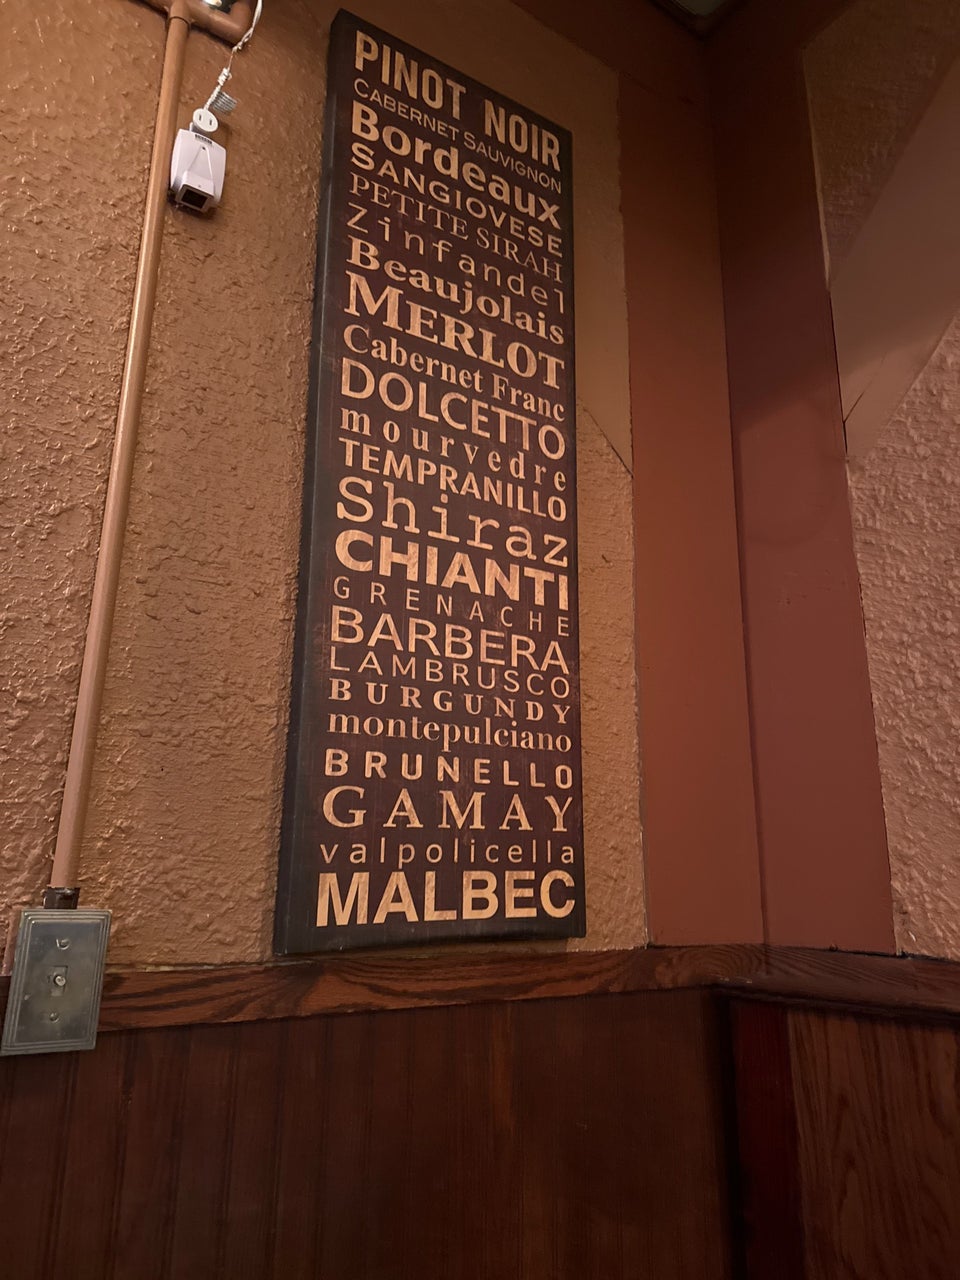 PINOT NOIR
CABERNET SAUVIGNON
Bordeaux
SANGIOVESE
PETITE SIRAH
Zinfandel
Beaujolais
MERLOT
Cabernet Franc
DOLCETTO
mourvedre
TEMPRANILLO
Shiraz
CHIANTI
GRENACHE
BARBERA
LAMBRUSCO
BURGUNDY
montepulciano
BRUNELLO
GAMAY
valpolicella
MALBEC